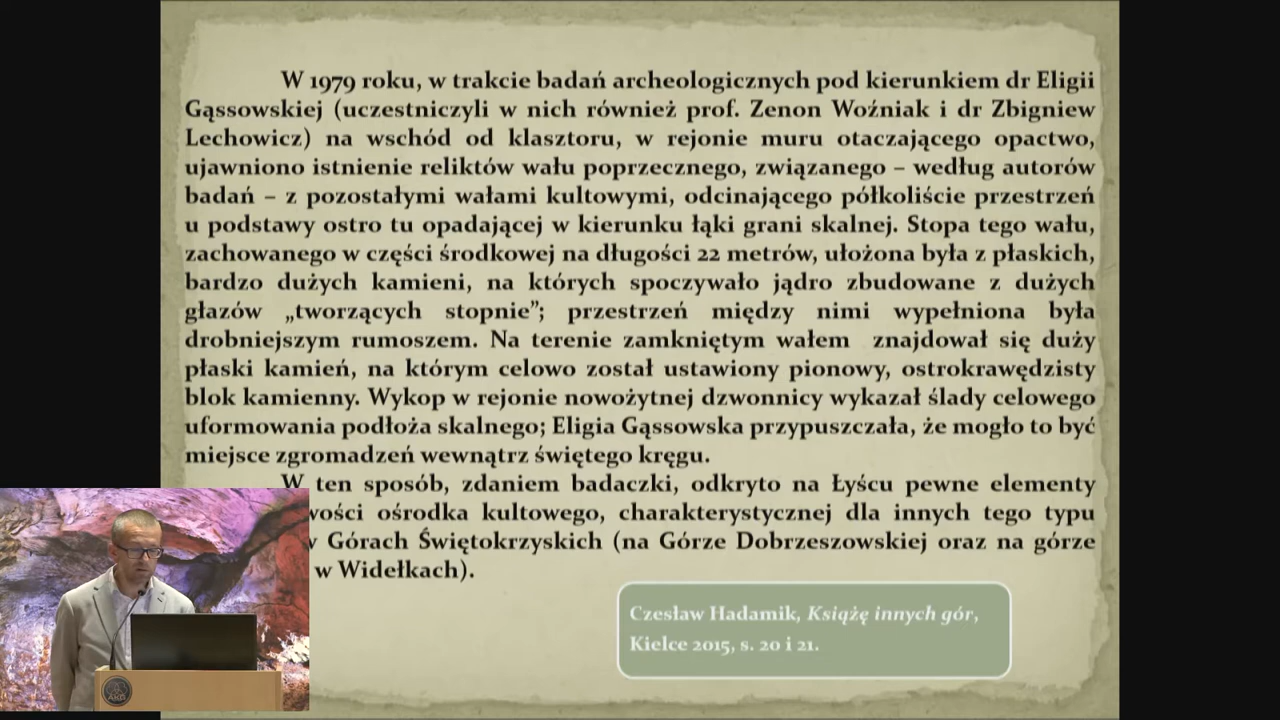 W 1979 roku, w trakcie badań archeologicznych pod kierunkiem dr Eligii
Gąssowskiej (uczestniczyli w nich również prof. Zenon Woźniak i dr Zbigniew
Lechowicz) na wschód od klasztoru, w rejonie muru otaczającego opactwo,
ujawniono istnienie reliktów wału poprzecznego, związanego – według autorów
badań – z pozostałymi wałami kultowymi, odcinającego półkoliście przestrzeń
u podstawy ostro tu opadającej w kierunku łąki grani skalnej. Stopa tego wału,
zachowanego w części środkowej na długości 22 metrów, ułożona była z płaskich,
bardzo dużych kamieni, na których spoczywało jądro zbudowane z dużych
głazów „tworzących stopnie”; przestrzeń między nimi wypełniona była
drobniejszym rumoszem. Na terenie zamkniętym wałem znajdował się duży
płaski kamień, na którym celowo został ustawiony pionowy, ostrokrawędzisty
blok kamienny. Wykop w rejonie nowożytnej dzwonnicy wykazał ślady celowego
uformowania podłoża skalnego; Eligia Gąssowska przypuszczała, że mogło to być
miejsce zgromadzeń wewnątrz świętego kręgu.
W ten sposób, zdaniem badaczki, odkryto na Łyścu pewne elementy
wości ośrodka kultowego, charakterystycznej dla innych tego typu
w Górach Świętokrzyskich (na Górze Dobrzeszowskiej oraz na górze
w Widełkach).
Czesław Hadamik, Książę innych gór,
Kielce 2015, s. 20 i 21.